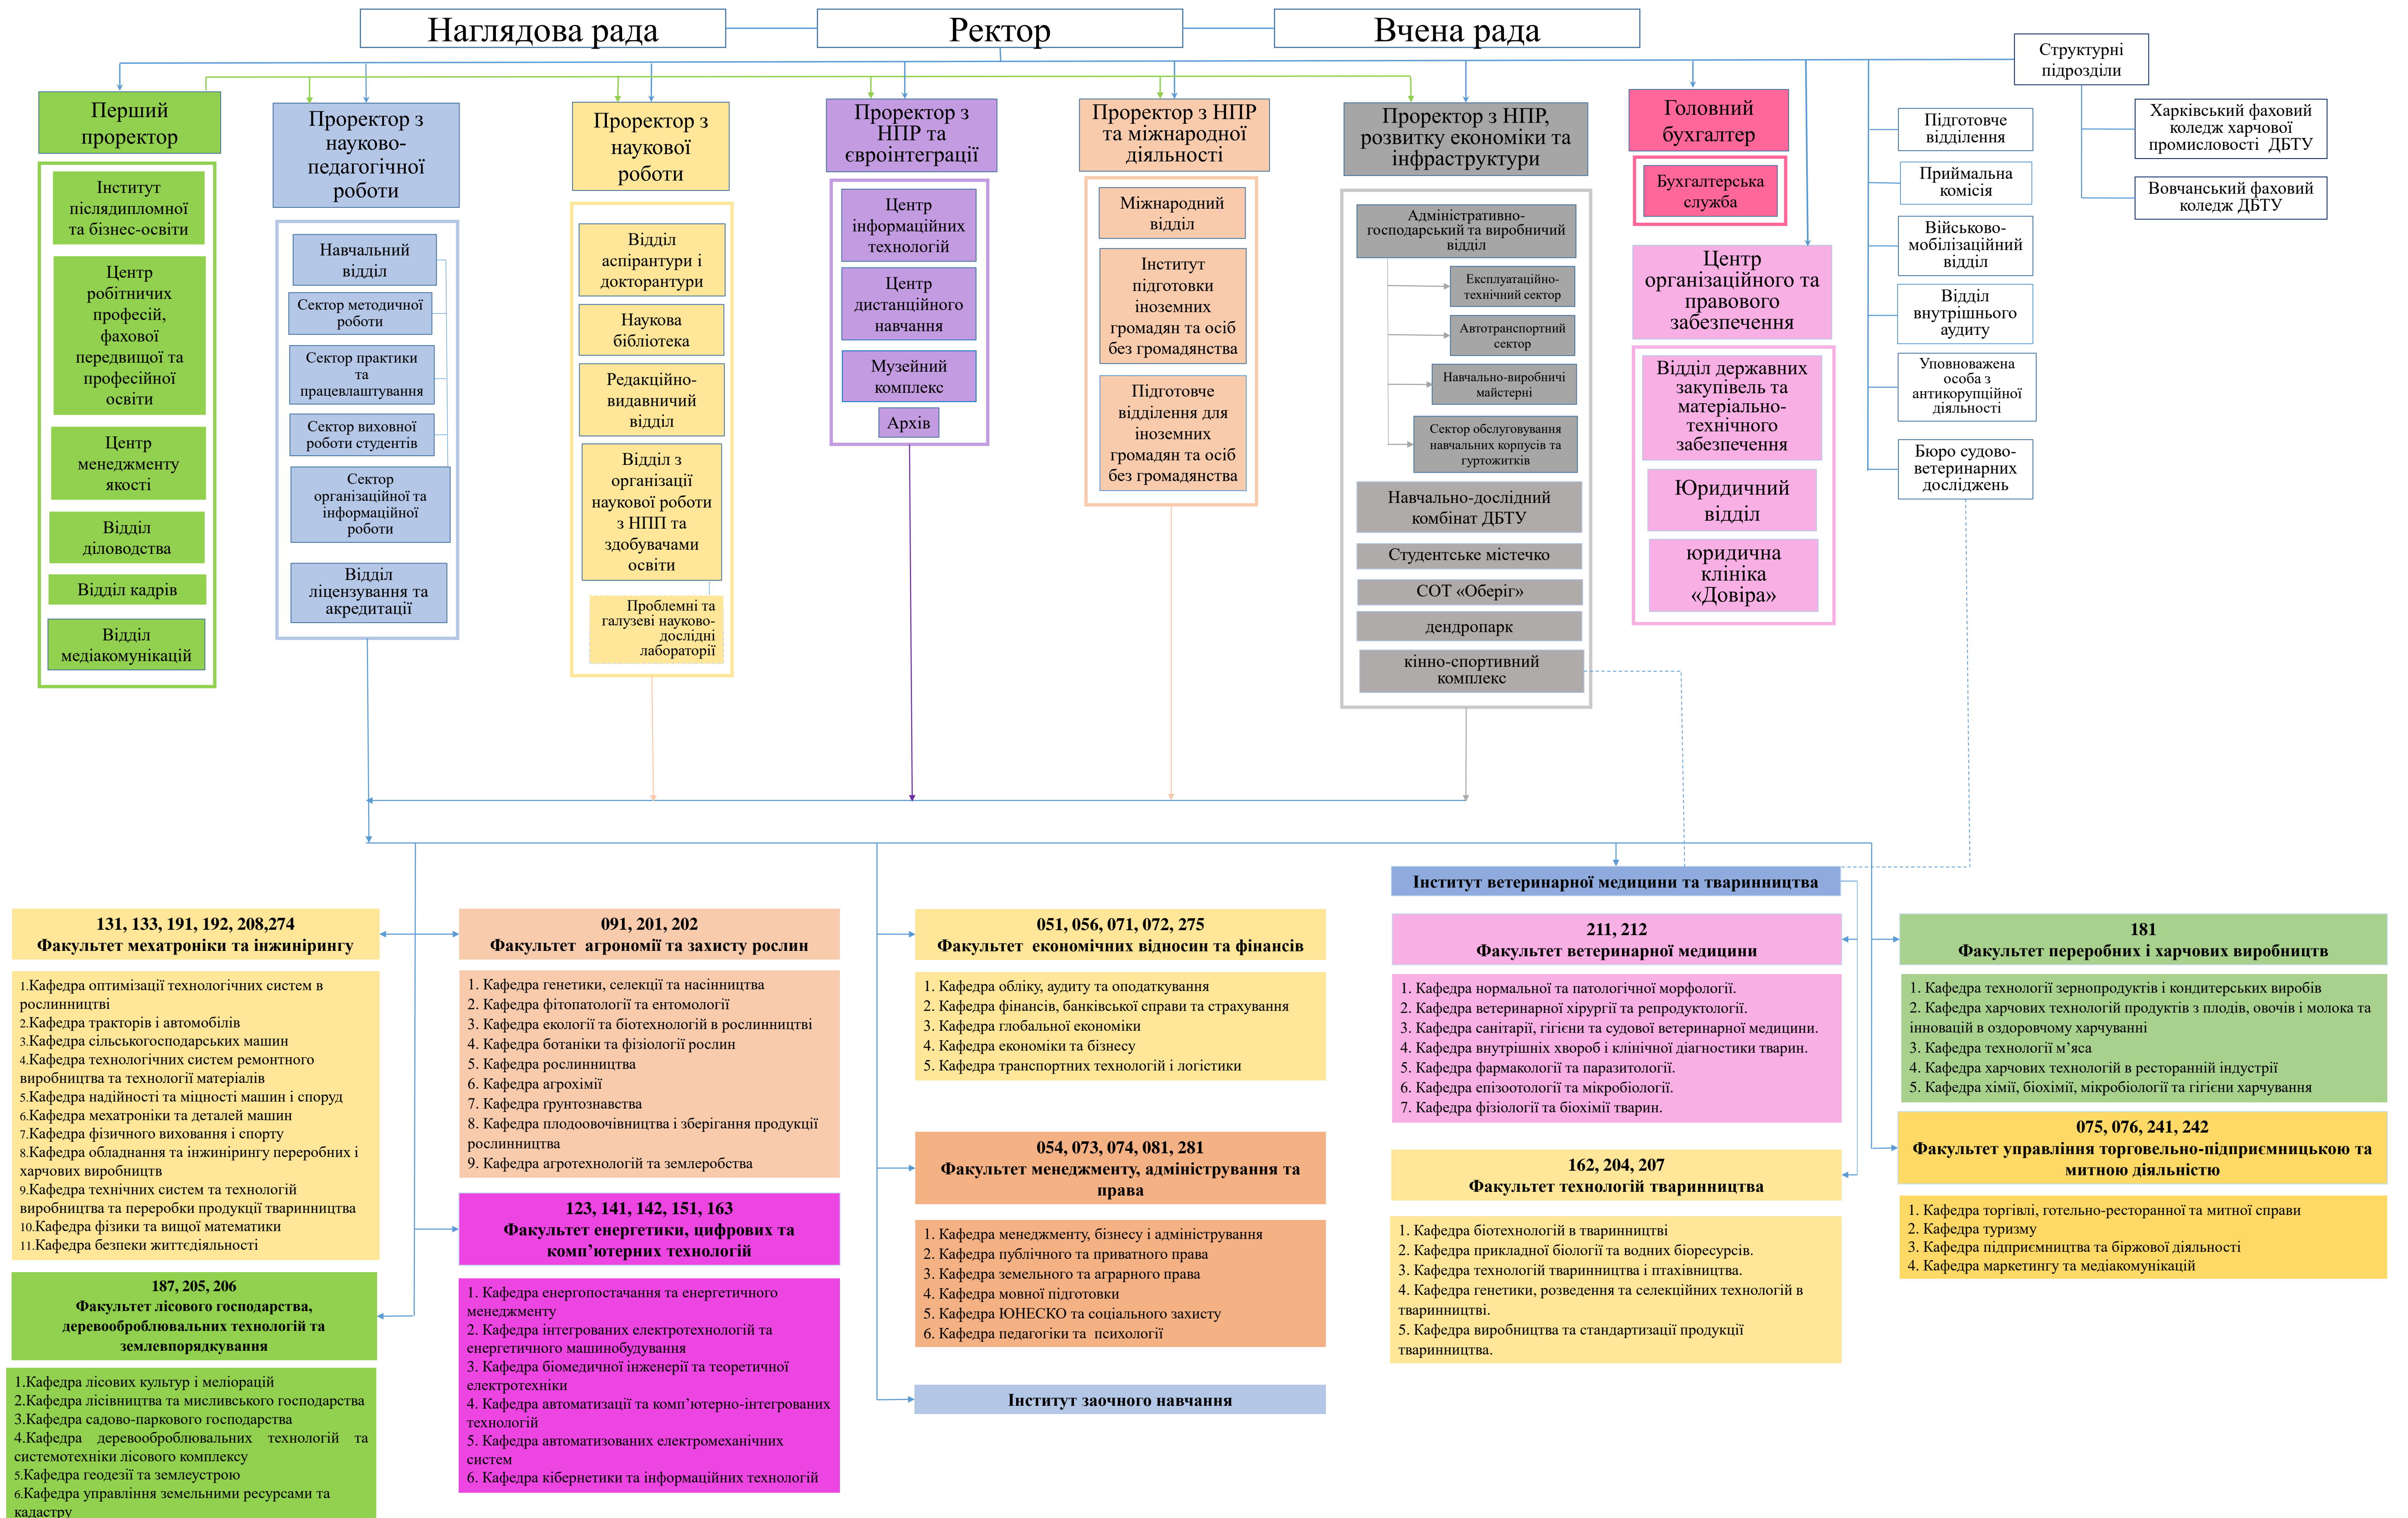 Наглядова рада
Ректор
Вчена рада
Структурні
підрозділи
Харківський фаховий
коледж харчової
промисловості ДБТУ
Вовчанський фаховий
коледж ДБТУ
Перший
проректор
Інститут
післядипломної
та бізнес-освіти
Центр
робітничих
професій,
фахової
передвищої та
професійної
освіти
Центр
менеджменту
якості
Відділ
діловодства
Відділ кадрів
Відділ
медіакомунікацій
Проректор з
науково-
педагогічної
роботи
Навчальний
відділ
Сектор методичної
роботи
Сектор практики
та
працевлаштування
Сектор виховної
роботи студентів
Сектор
організаційної та
інформаційної
роботи
Відділ
ліцензування та
акредитації
Проректор з
наукової
роботи
Відділ
аспірантури і
докторантури
Наукова
бібліотека
Редакційно-
видавничий
відділ
Відділ з
організації
наукової роботи
з НПП та
здобувачами
освіти
Проблемні та
галузеві науково-
дослідні
лабораторії
Проректор з
НПР та
євроінтеграції
Центр
інформаційних
технологій
Центр
дистанційного
навчання
Музейний
комплекс
Архів
Проректор з НПР
та міжнародної
діяльності
Міжнародний
відділ
Інститут
підготовки
іноземних
громадян та осіб
без громадянства
Підготовче
відділення для
іноземних
громадян та осіб
без громадянства
Проректор з НПР,
розвитку економіки та
інфраструктури
Адміністративно-
господарський та виробничий
відділ
Експлуатаційно-
технічний сектор
Автотранспортний
сектор
Навчально-виробничі
майстерні
Сектор обслуговування
навчальних корпусів та
гуртожитків
Навчально-дослідний
комбінат ДБТУ
Студентське містечко
СОТ «Оберіг»
дендропарк
кінно-спортивний
комплекс
Головний
бухгалтер
Бухгалтерська
служба
Центр
організаційного та
правового
забезпечення
Відділ державних
закупівель та
матеріально-
технічного
забезпечення
Юридичний
відділ
юридична
клініка
«Довіра»
Підготовче
відділення
Приймальна
комісія
Військово-
мобілізаційний
відділ
Відділ
внутрішнього
аудиту
Уповноважена
особа з
антикорупційної
діяльності
Бюро судово-
ветеринарних
досліджень
131, 133, 191, 192, 208,274
Факультет мехатроніки та інжинірингу
1.Кафедра оптимізації технологічних систем в
рослинництві
2.Кафедра тракторів і автомобілів
3.Кафедра сільськогосподарських машин
4.Кафедра технологічних систем ремонтного
виробництва та технології матеріалів
5.Кафедра надійності та міцності машин і споруд
6.Кафедра мехатроніки та деталей машин
7.Кафедра фізичного виховання і спорту
8.Кафедра обладнання та інжинірингу переробних і
харчових виробництв
9.Кафедра технічних систем та технологій
виробництва та переробки продукції тваринництва
10.Кафедра фізики та вищої математики
11.Кафедра безпеки життєдіяльності
187, 205, 206
Факультет лісового господарства,
деревооброблювальних технологій та
землевпорядкування
1.Кафедра лісових культур і меліорацій
2.Кафедра лісівництва та мисливського господарства
3.Кафедра садово-паркового господарства
4.Кафедра деревооброблювальних технологій та
системотехніки лісового комплексу
5.Кафедра геодезії та землеустрою
6.Кафедра управління земельними ресурсами та
кадастру
091, 201, 202
Факультет агрономії та захисту рослин
1. Кафедра генетики, селекції та насінництва
2. Кафедра фітопатології та ентомології
3. Кафедра екології та біотехнологій в рослинництві
4. Кафедра ботаніки та фізіології рослин
5. Кафедра рослинництва
6. Кафедра агрохімії
7. Кафедра ґрунтознавства
8. Кафедра плодоовочівництва і зберігання продукції
рослинництва
9. Кафедра агротехнологій та землеробства
123, 141, 142, 151, 163
Факультет енергетики, цифрових та
комп’ютерних технологій
1. Кафедра енергопостачання та енергетичного
менеджменту
2. Кафедра інтегрованих електротехнологій та
енергетичного машинобудування
3. Кафедра біомедичної інженерії та теоретичної
електротехніки
4. Кафедра автоматизації та комп’ютерно-інтегрованих
технологій
5. Кафедра автоматизованих електромеханічних
систем
6. Кафедра кібернетики та інформаційних технологій
051, 056, 071, 072, 275
Факультет економічних відносин та фінансів
1. Кафедра обліку, аудиту та оподаткування
2. Кафедра фінансів, банківської справи та страхування
3. Кафедра глобальної економіки
4. Кафедра економіки та бізнесу
5. Кафедра транспортних технологій і логістики
054, 073, 074, 081, 281
Факультет менеджменту, адміністрування та
права
1. Кафедра менеджменту, бізнесу і адміністрування
2. Кафедра публічного та приватного права
3. Кафедра земельного та аграрного права
4. Кафедра мовної підготовки
5. Кафедра ЮНЕСКО та соціального захисту
6. Кафедра педагогіки та психології
Інститут заочного навчання
Інститут ветеринарної медицини та тваринництва
211, 212
Факультет ветеринарної медицини
1. Кафедра нормальної та патологічної морфології.
2. Кафедра ветеринарної хірургії та репродуктології.
3. Кафедра санітарії, гігієни та судової ветеринарної медицини.
4. Кафедра внутрішніх хвороб і клінічної діагностики тварин.
5. Кафедра фармакології та паразитології.
6. Кафедра епізоотології та мікробіології.
7. Кафедра фізіології та біохімії тварин.
162, 204, 207
Факультет технологій тваринництва
1. Кафедра біотехнологій в тваринництві
2. Кафедра прикладної біології та водних біоресурсів.
3. Кафедра технологій тваринництва і птахівництва.
4. Кафедра генетики, розведення та селекційних технологій в
тваринництві.
5. Кафедра виробництва та стандартизації продукції
тваринництва.
181
Факультет переробних і харчових виробництв
1. Кафедра технології зернопродуктів і кондитерських виробів
2. Кафедра харчових технологій продуктів з плодів, овочів і молока та
інновацій в оздоровчому харчуванні
3. Кафедра технології м’яса
4. Кафедра харчових технологій в ресторанній індустрії
5. Кафедра хімії, біохімії, мікробіології та гігієни харчування
075, 076, 241, 242
Факультет управління торговельно-підприємницькою та
митною діяльністю
1. Кафедра торгівлі, готельно-ресторанної та митної справи
2. Кафедра туризму
3. Кафедра підприємництва та біржової діяльності
4. Кафедра маркетингу та медіакомунікацій